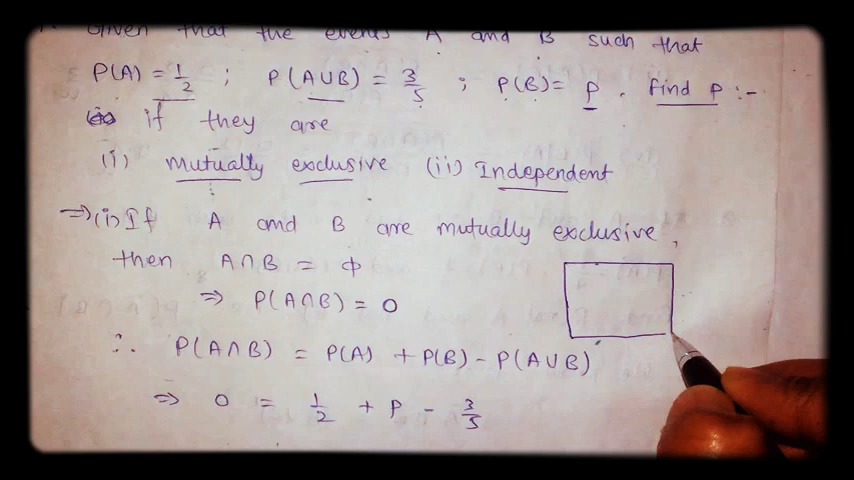 Given that the events A and B such that
P(A) = 1/2 ; P(A∪B) = 3/5 ; P(B) = p . find p :-
if they are
(i) Mutually exclusive (ii) Independent
⇒ (i) If A and B are mutually exclusive,
then A∩B = ϕ
⇒ P(A∩B) = 0
∴ P(A∩B) = P(A) + P(B) - P(A∪B)
⇒ 0 = 1/2 + p - 3/5